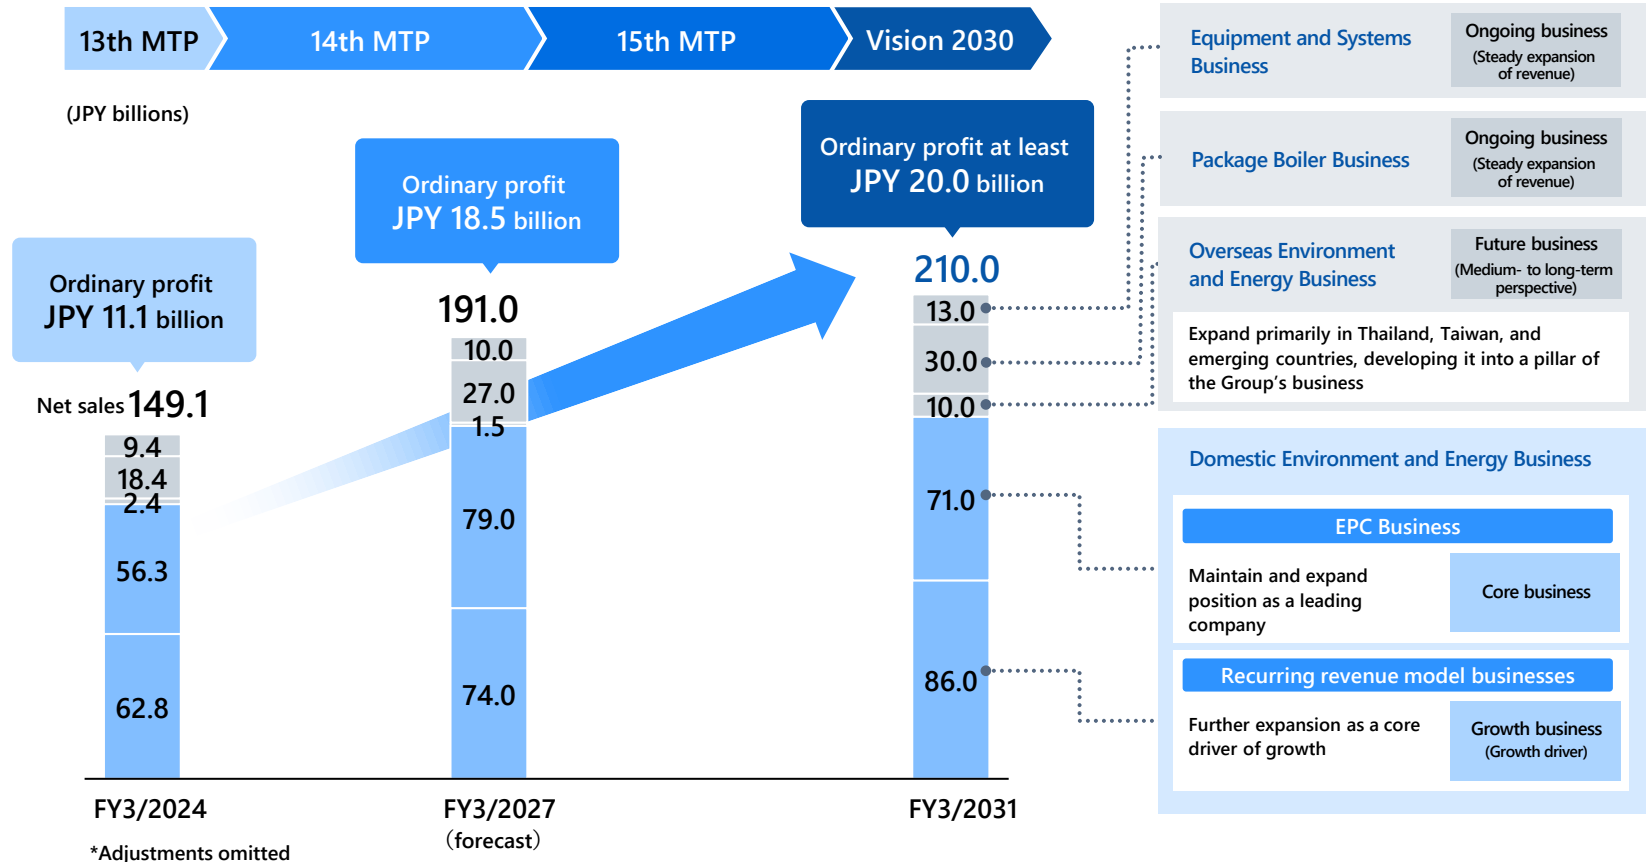 13th MTP
14th MTP
15th MTP
Vision 2030
(JPY billions)
Ordinary profit
JPY 11.1 billion
Net sales 149.1
9.4
18.4
2.4
56.3
62.8
FY3/2024
*Adjustments omitted
Ordinary profit
JPY 18.5 billion
191.0
10.0
27.0
1.5
79.0
74.0
FY3/2027
(forecast)
Ordinary profit at least
JPY 20.0 billion
210.0
13.0
30.0
10.0
71.0
86.0
FY3/2031
Equipment and Systems
Business
Ongoing business
(Steady expansion
of revenue)
Package Boiler Business
Ongoing business
(Steady expansion
of revenue)
Overseas Environment
and Energy Business
Future business
(Medium- to long-term
perspective)
Expand primarily in Thailand, Taiwan, and
emerging countries, developing it into a pillar of
the Group's business
Domestic Environment and Energy Business
EPC Business
Maintain and expand
position as a leading
company
Core business
Recurring revenue model businesses
Further expansion as a core
driver of growth
Growth business
(Growth driver)